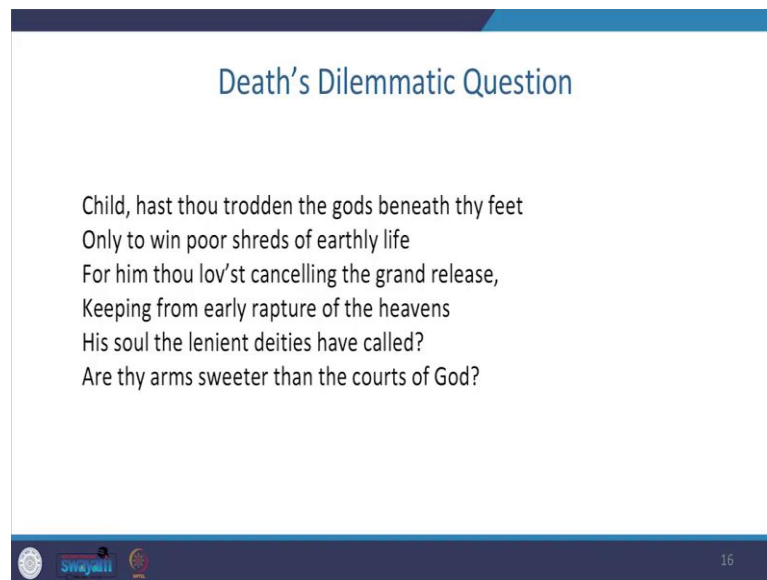 Death's Dilemmatic Question
Child, hast thou trodden the gods beneath thy feet
Only to win poor shreds of earthly life
For him thou lov'st cancelling the grand release,
Keeping from early rapture of the heavens
His soul the lenient deities have called?
Are thy arms sweeter than the courts of God?
swayam
16